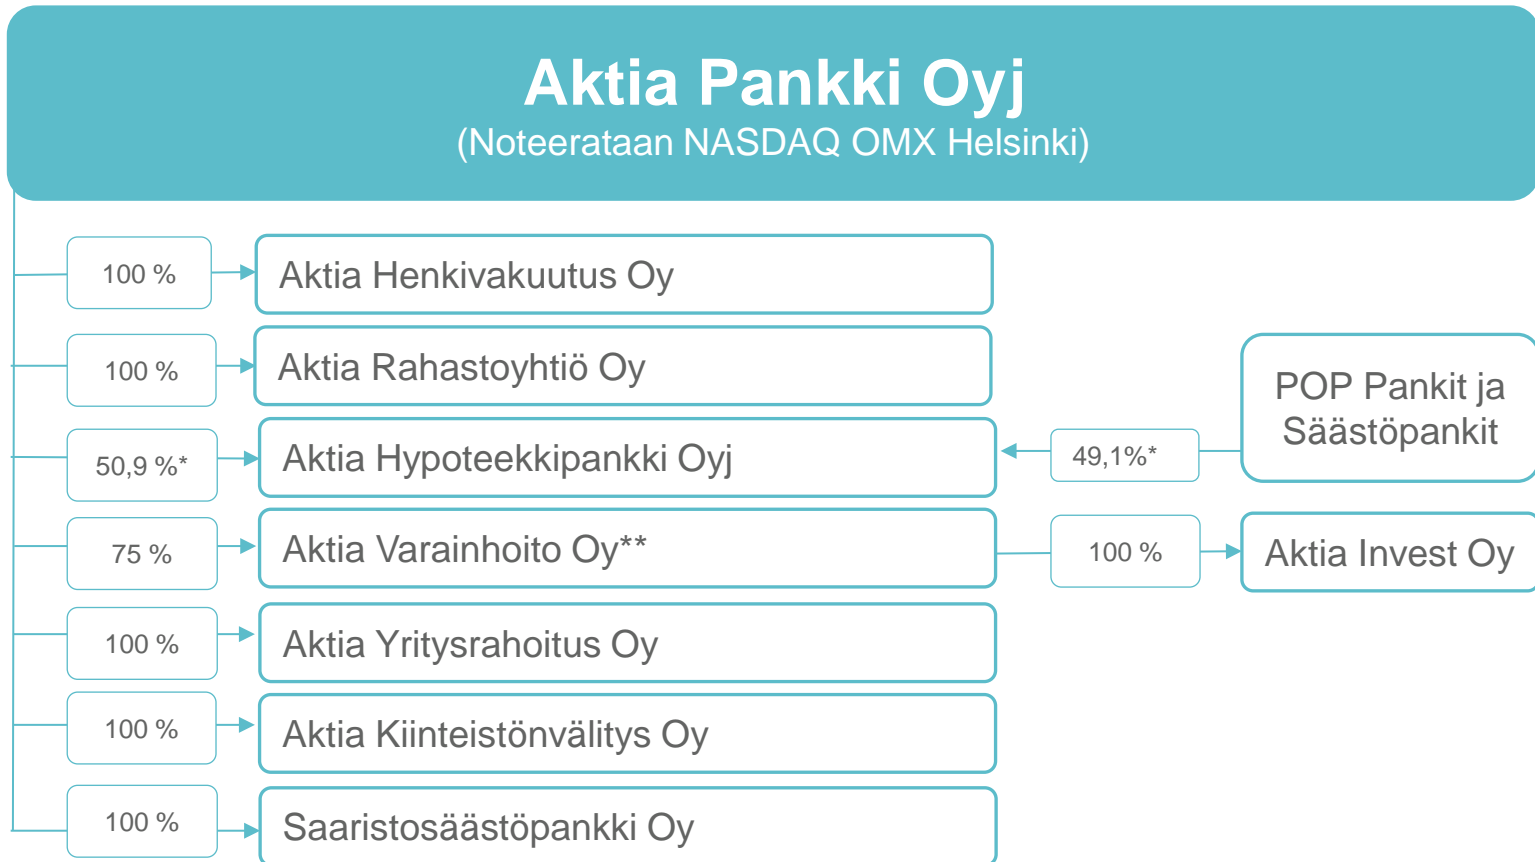 Aktia Pankki Oyj
(Noteerataan NASDAQ OMX Helsinki)
100 %
Aktia Henkivakuutus Oy
100 %
Aktia Rahastoyhtiö Oy
POP Pankit ja
Säästöpankit
50,9 %*
Aktia Hypoteekkipankki Oyj
49,1%*
75 %
Aktia Varainhoito Oy**
100 %
Aktia Invest Oy
100 %
Aktia Yritysrahoitus Oy
100 %
Aktia Kiinteistönvälitys Oy
100 %
Saaristosäästöpankki Oy